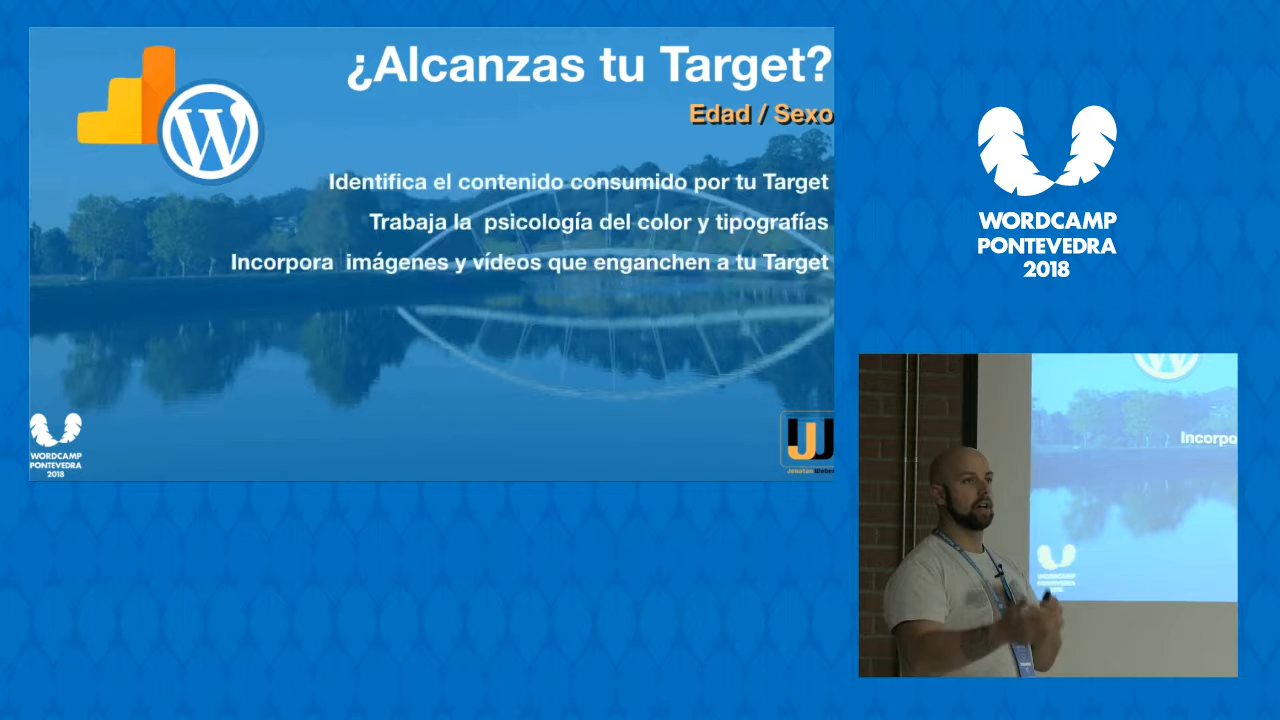 ¿Alcanzas tu Target?
Edad / Sexo
Identifica el contenido consumido por tu Target
Trabaja la psicología del color y tipografías
Incorpora imágenes y vídeos que enganchen a tu Target
WORDCAMP
PONTEVEDRA
2018
WORDCAMP
PONTEVEDRA
2018
Incorpo